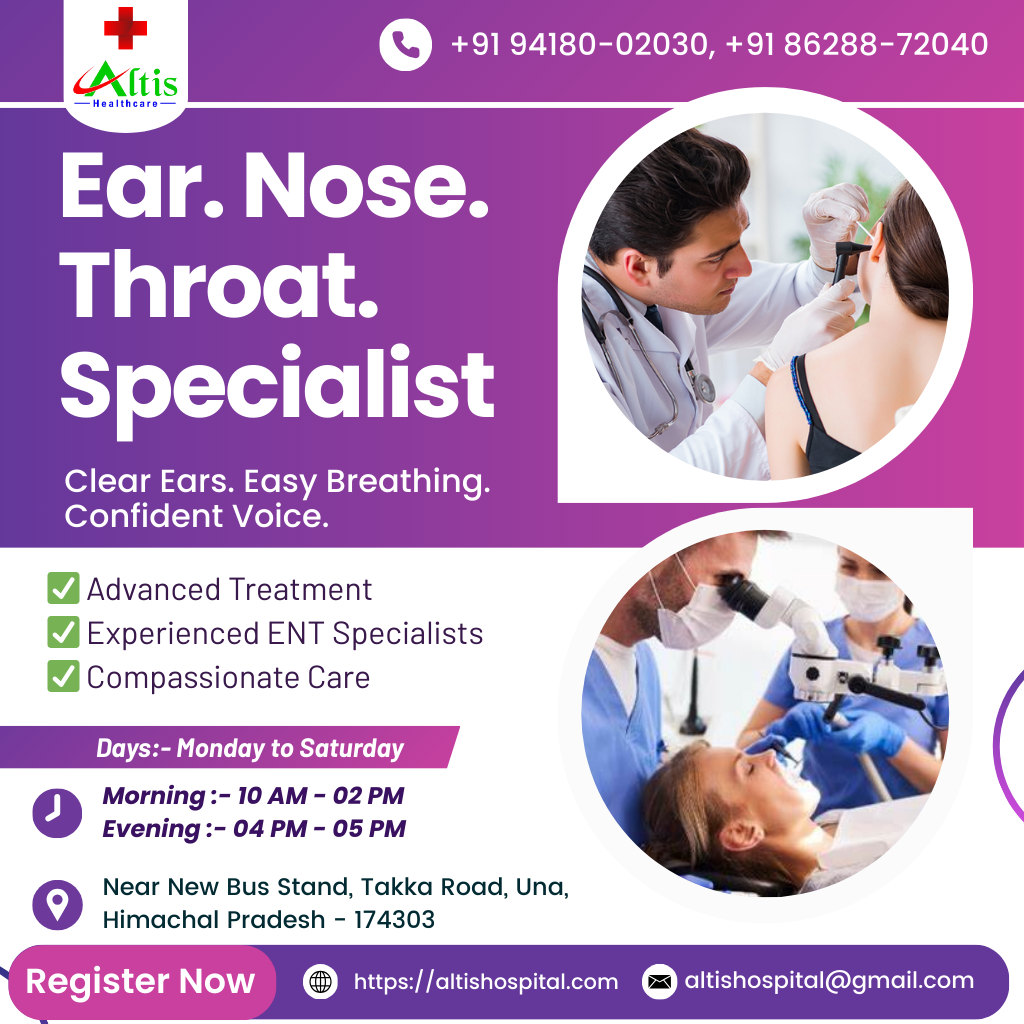 Altis
Healthcare
+91 94180-02030, +91 86288-72040
Ear. Nose.
Throat.
Specialist
Clear Ears. Easy Breathing.
Confident Voice.
Advanced Treatment
Experienced ENT Specialists
Compassionate Care
Days:- Monday to Saturday
Morning :- 10 AM - 02 PM
Evening :- 04 PM - 05 PM
Near New Bus Stand, Takka Road, Una,
Himachal Pradesh - 174303
Register Now
https://altishospital.com
altishospital@gmail.com